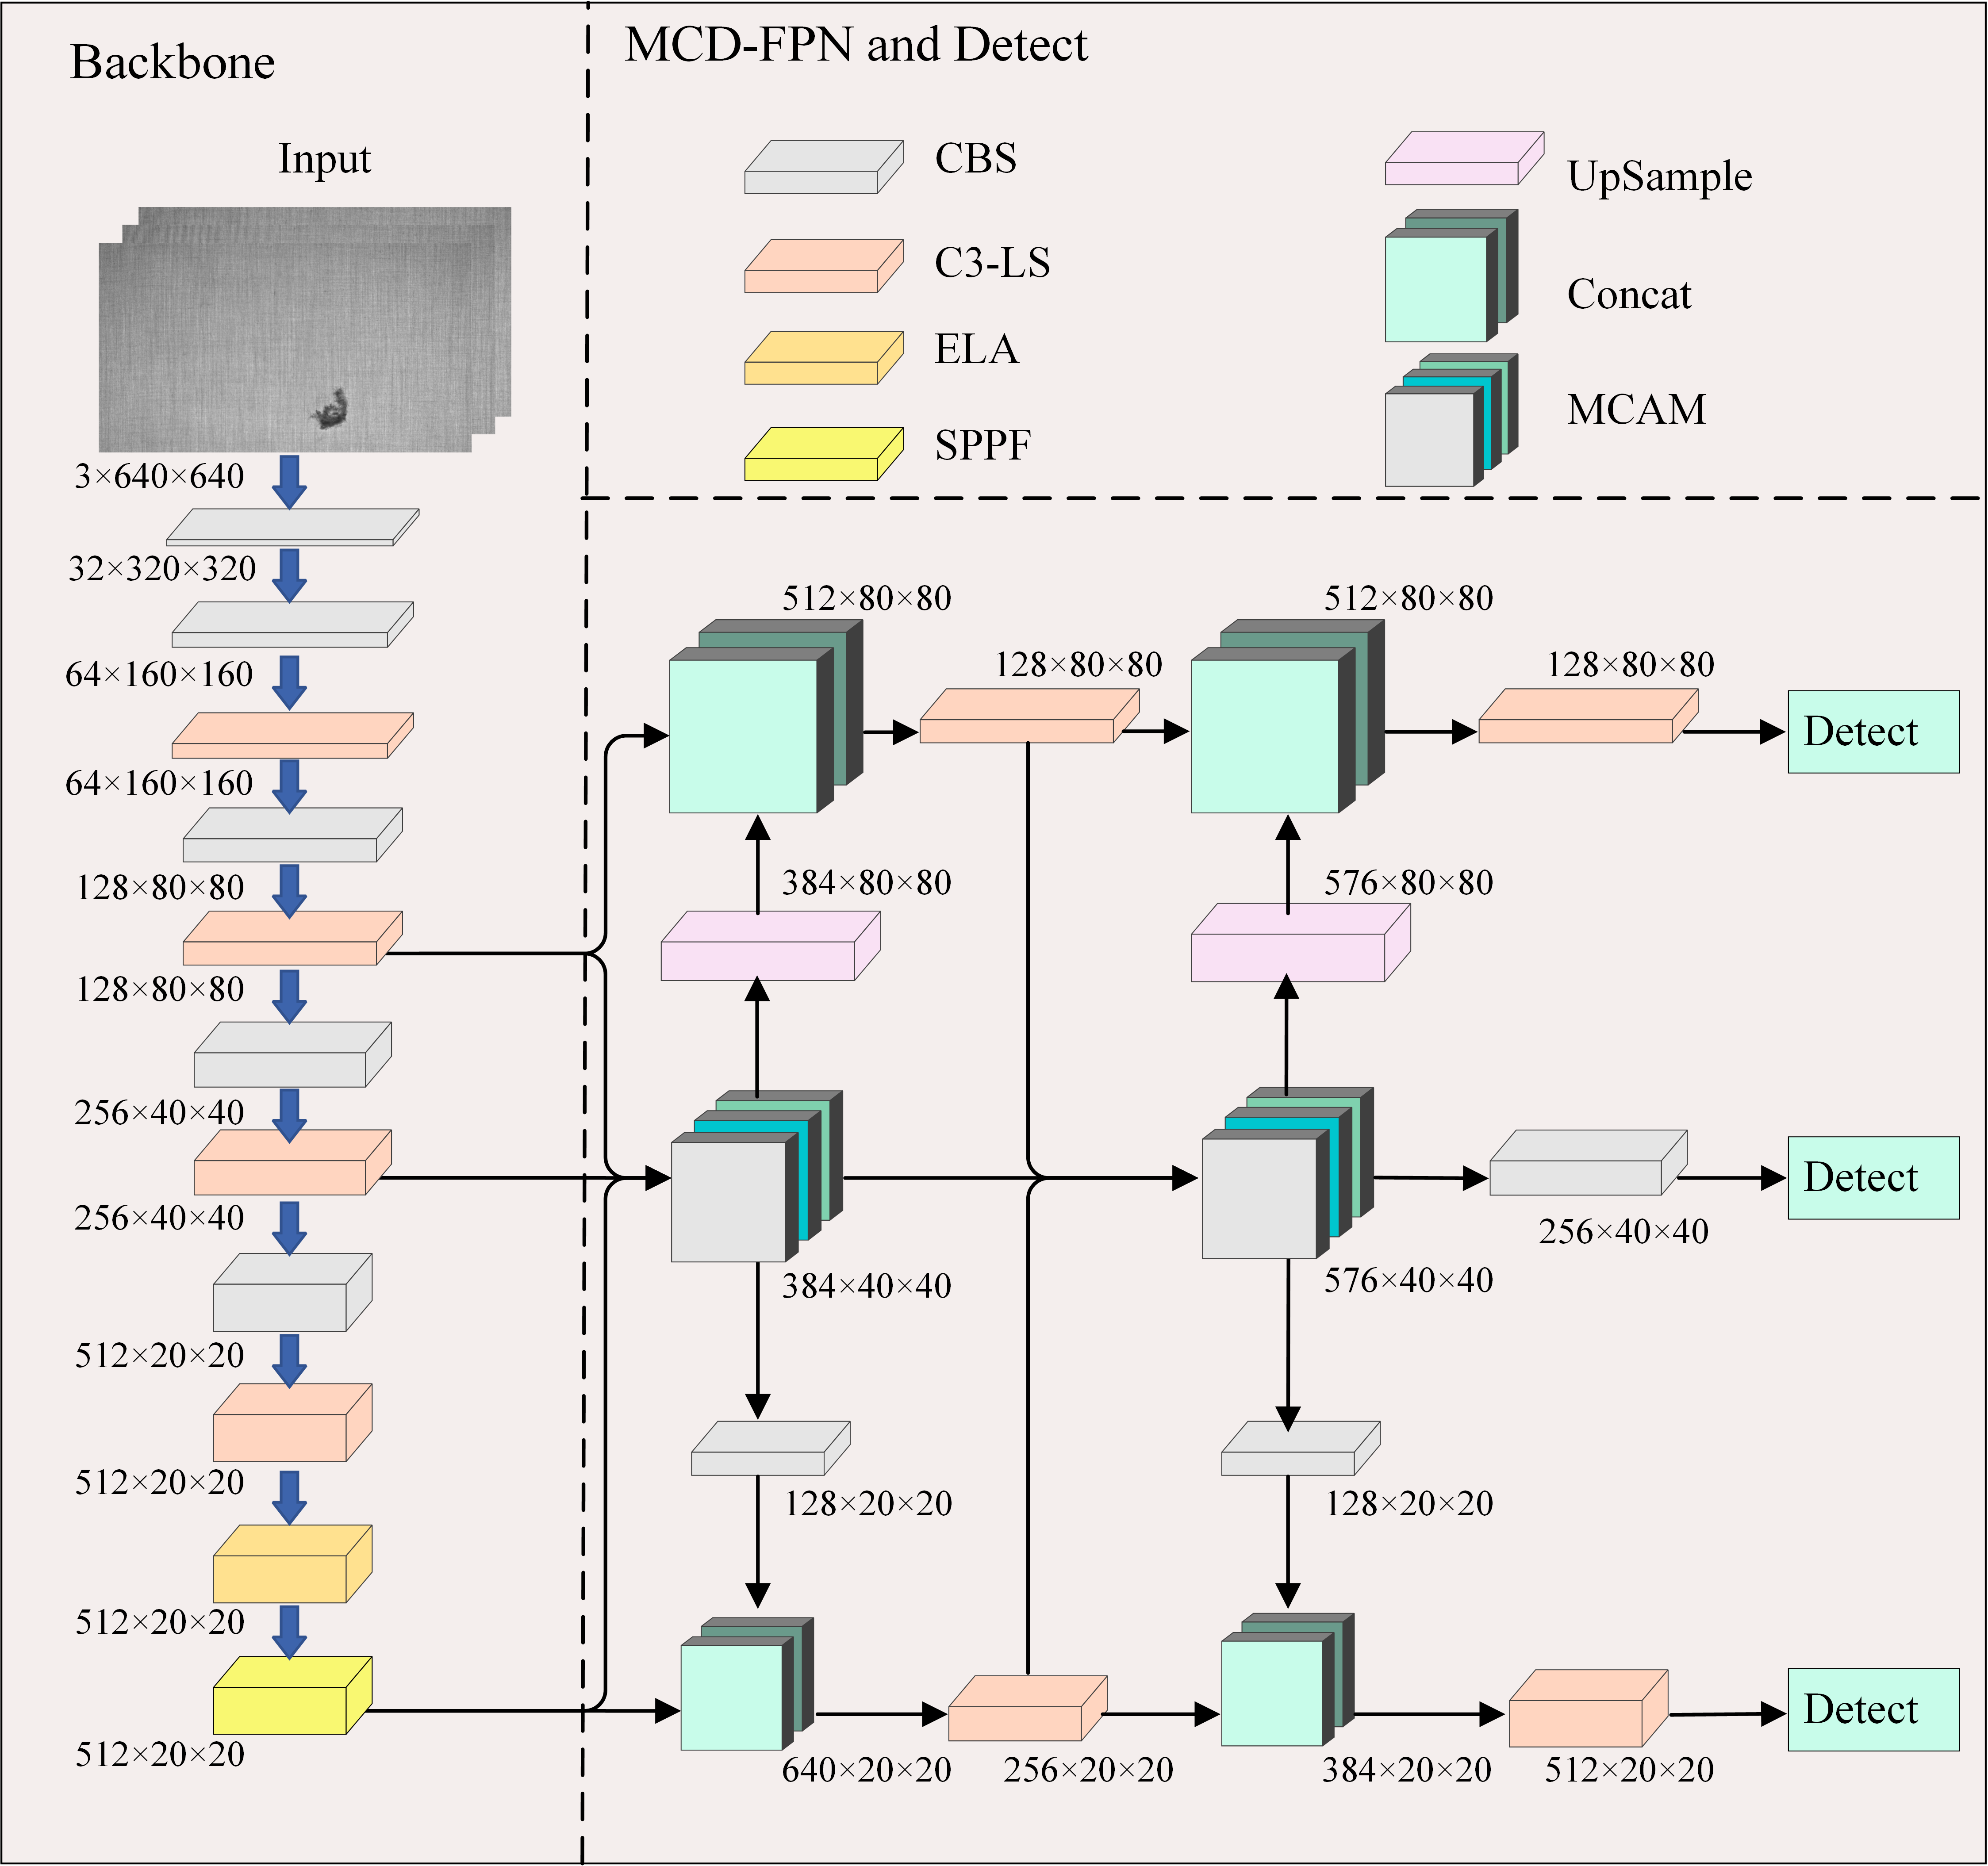 Backbone
Input
3×640×640
32×320×320
64×160×160
64×160×160
128×80×80
128×80×80
256×40×40
256×40×40
512×20×20
512×20×20
512×20×20
512×20×20
MCD-FPN and Detect
CBS
C3-LS
ELA
SPPF
UpSample
Concat
MCAM
512×80×80
128×80×80
512×80×80
128×80×80
Detect
384×80×80
576×80×80
384×40×40
576×40×40
256×40×40
Detect
128×20×20
128×20×20
640×20×20
256×20×20
384×20×20
512×20×20
Detect